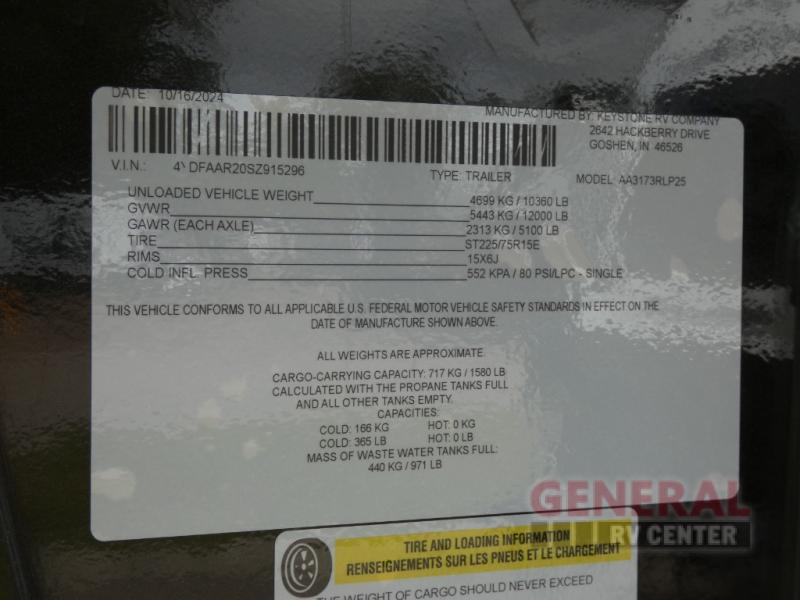 DATE: 10/16/2024
MANUFACTURED BY: KEYSTONE RV COMPANY
2642 HACKBERRY DRIVE
GOSHEN, IN 46526
V.I.N.: 4YDFAAR20SZ915296
TYPE: TRAILER
MODEL: AA3173RLP25
UNLOADED VEHICLE WEIGHT 4699 KG / 10360 LB
GVWR 5443 KG / 12000 LB
GAWR (EACH AXLE) 2313 KG / 5100 LB
TIRE ST225/75R15E
RIMS 15X6J
COLD INFL. PRESS 552 KPA / 80 PSI/LPC - SINGLE
THIS VEHICLE CONFORMS TO ALL APPLICABLE U.S. FEDERAL MOTOR VEHICLE SAFETY STANDARDS IN EFFECT ON THE
DATE OF MANUFACTURE SHOWN ABOVE.
ALL WEIGHTS ARE APPROXIMATE.
CARGO-CARRYING CAPACITY: 717 KG / 1580 LB
CALCULATED WITH THE PROPANE TANKS FULL
AND ALL OTHER TANKS EMPTY.
CAPACITIES:
COLD: 166 KG HOT: 0 KG
COLD: 365 LB HOT: 0 LB
MASS OF WASTE WATER TANKS FULL:
440 KG / 971 LB
GENERAL
RV CENTER
TIRE AND LOADING INFORMATION
RENSEIGNEMENTS SUR LES PNEUS ET LE CHARGEMENT
THE WEIGHT OF CARGO SHOULD NEVER EXCEED